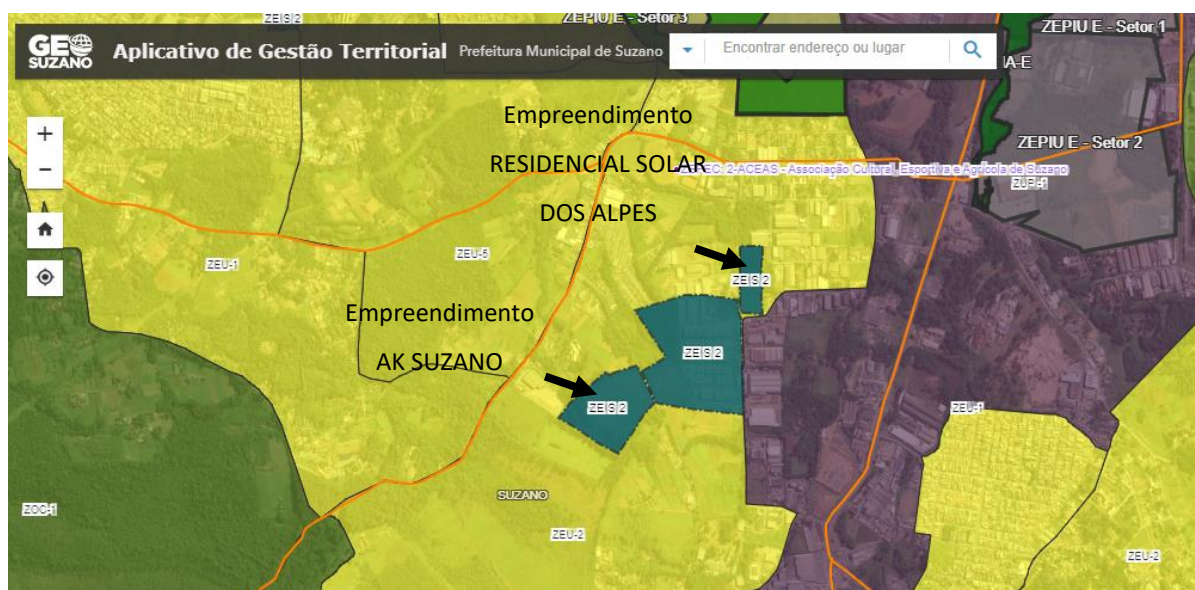 ZEIS 2
ZEPIU E - Setor 3
ZEPIU E - Setor 1
GEO SUZANO
Aplicativo de Gestão Territorial Prefeitura Municipal de Suzano
Encontrar endereço ou lugar
A-E
+
−
Empreendimento
RESIDENCIAL SOLAR
DOS ALPES
ZEPIU E - Setor 2
EC: 2-ACEAS - Associação Cultural, Esportiva e Agrícola de Suzano
ZUPI-1
ZEU-5
ZEU-1
ZEIS 2
Empreendimento
AK SUZANO
ZEIS 2
ZEIS 2
ZEU-1
SUZANO
ZOC-1
ZEU-2
ZEU-2